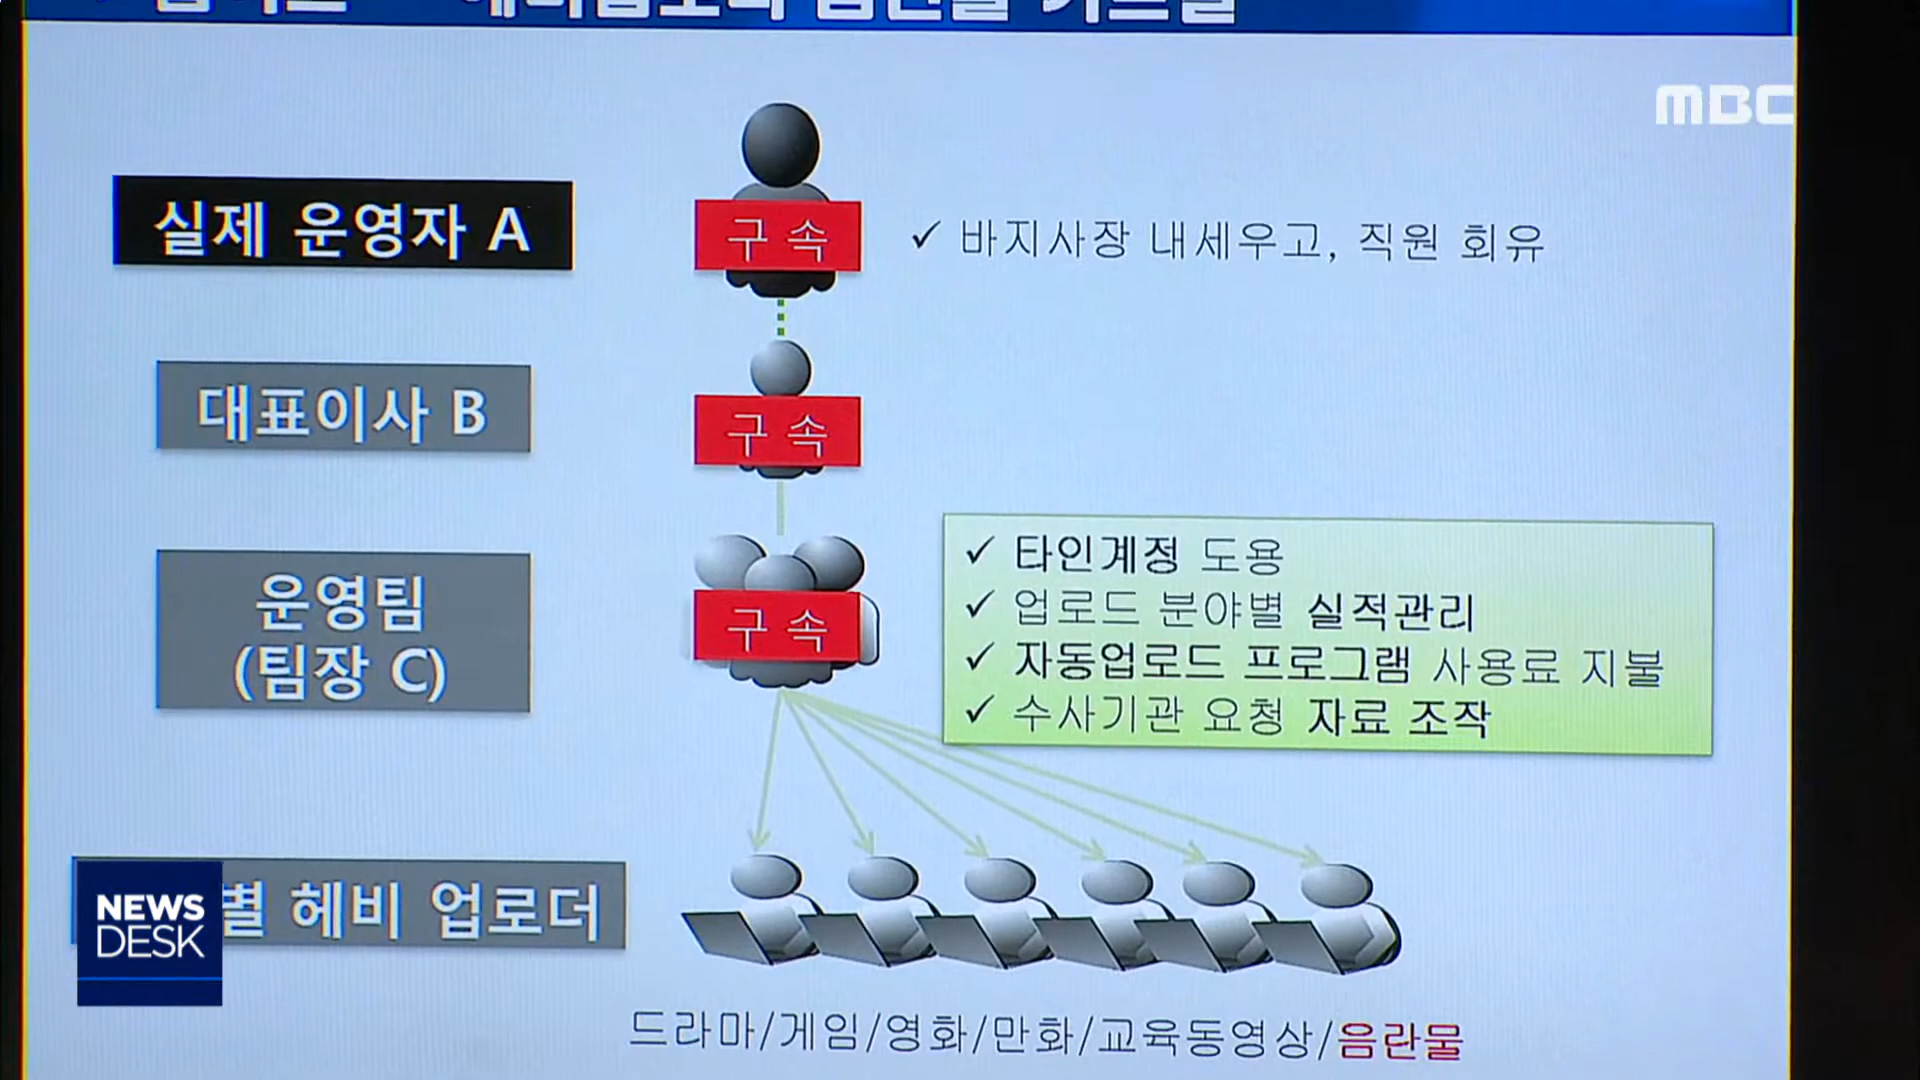 MBC
실제 운영자 A
구 속
✓ 바지사장 내세우고, 직원 회유
대표이사 B
구 속
운영팀
(팀장 C)
구 속
✓ 타인계정 도용
✓ 업로드 분야별 실적관리
✓ 자동업로드 프로그램 사용료 지불
✓ 수사기관 요청 자료 조작
별 헤비 업로더
NEWS
DESK
드라마/게임/영화/만화/교육동영상/음란물